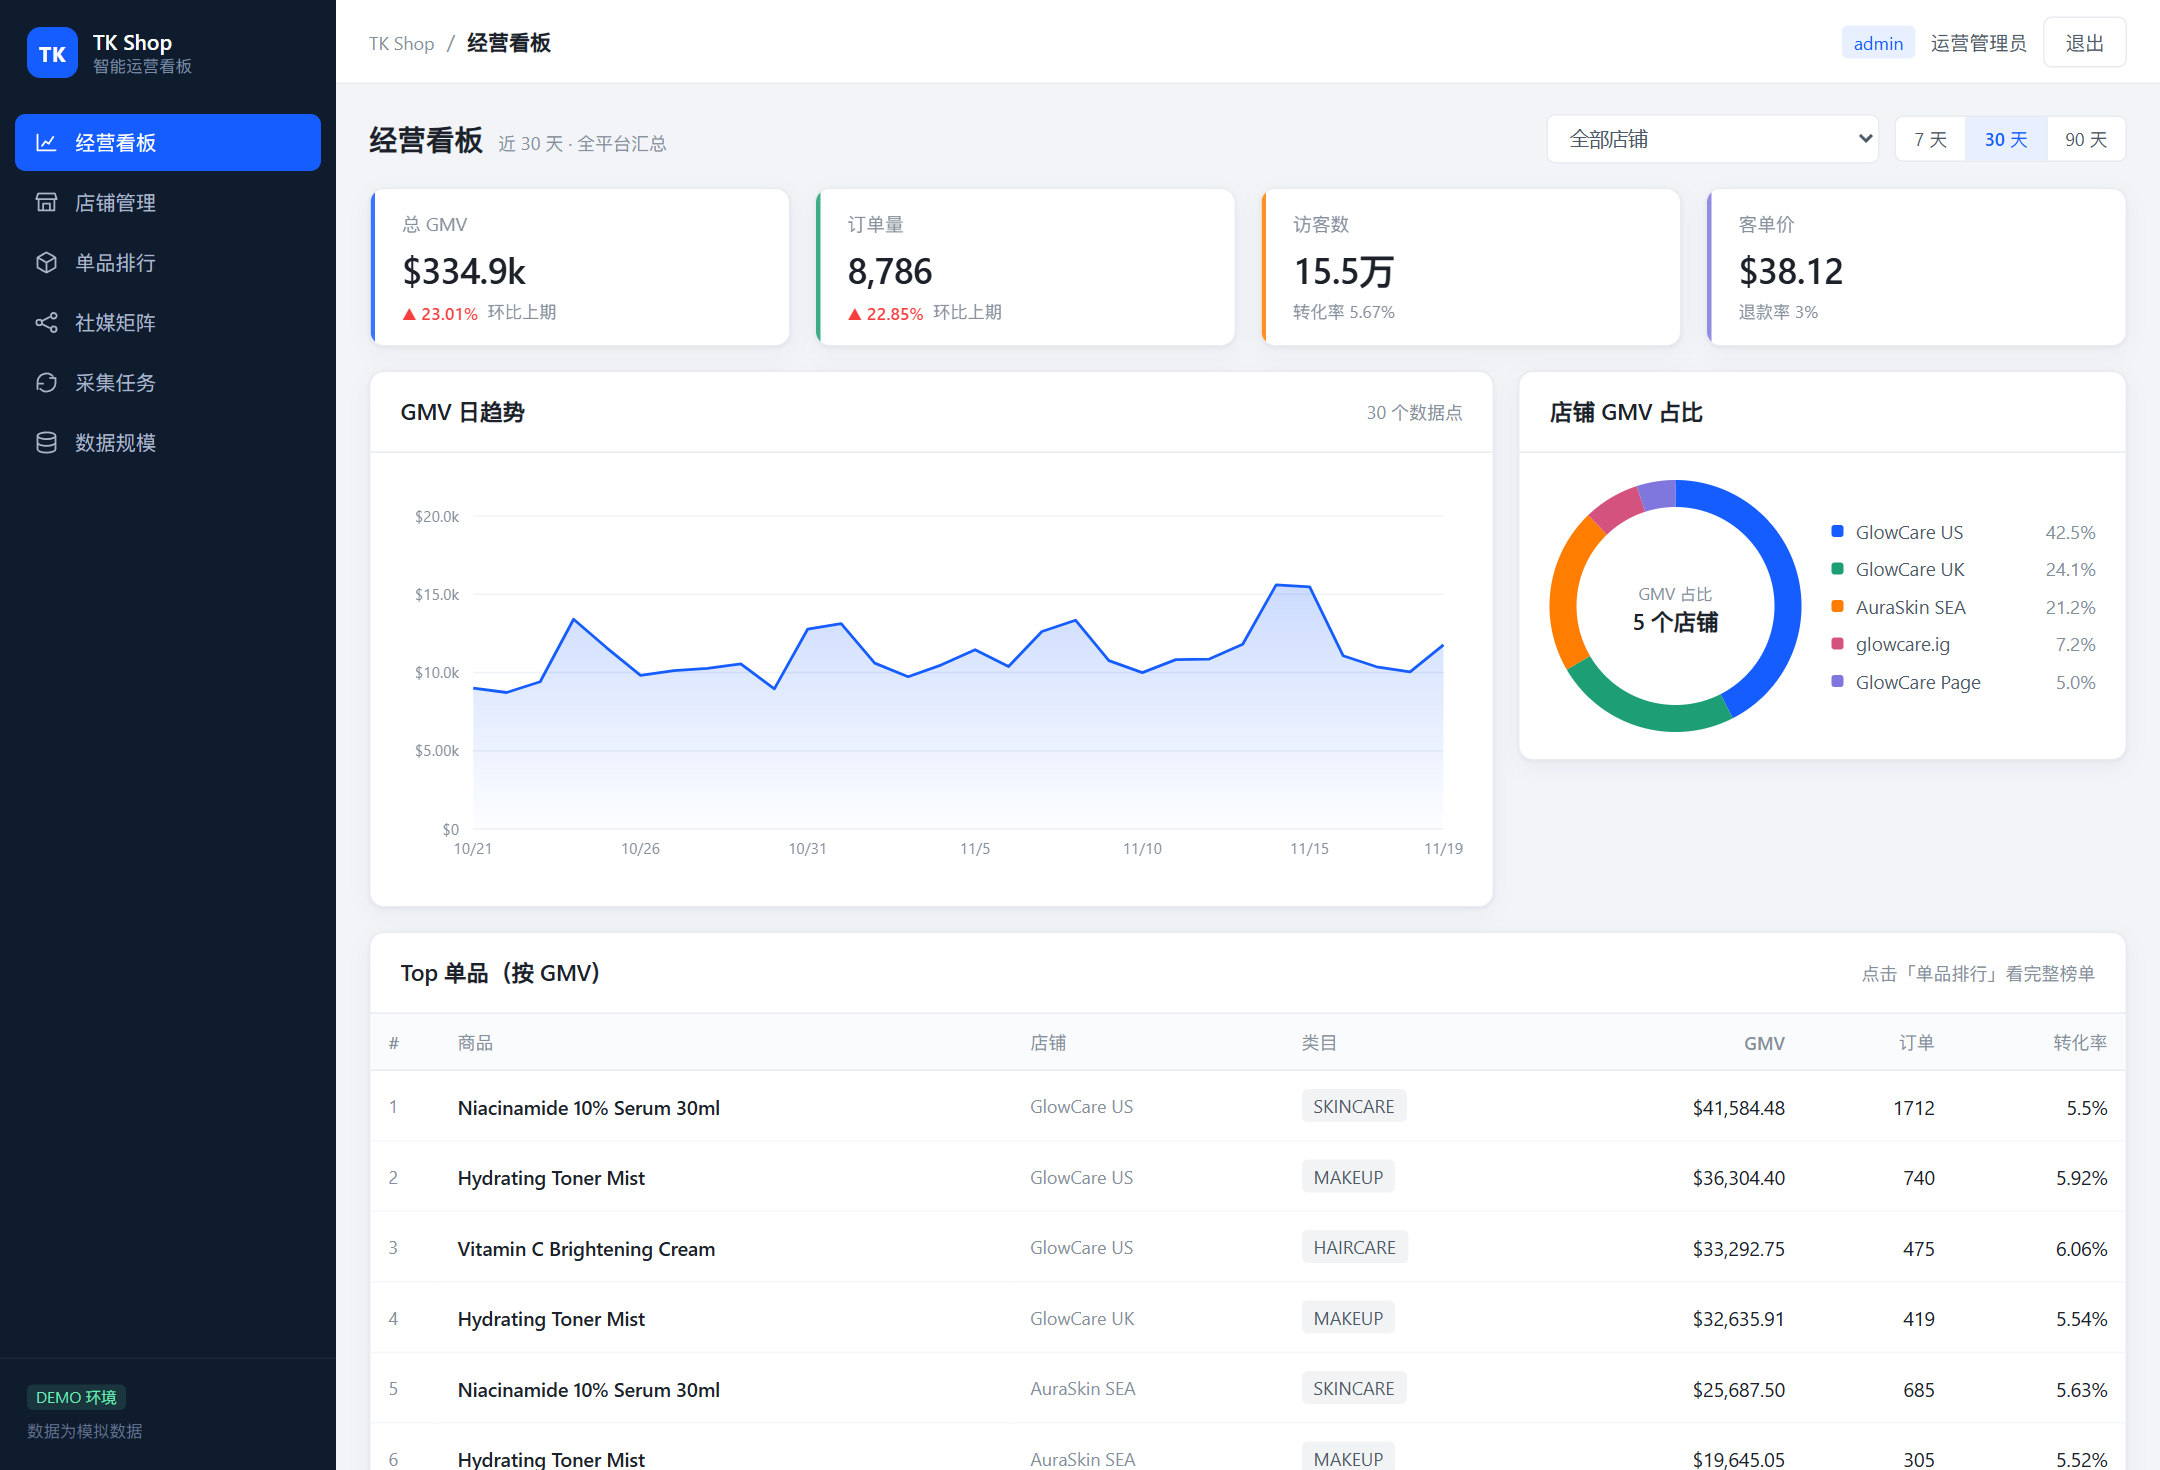 TK
TK Shop
智能运营看板
经营看板
店铺管理
单品排行
社媒矩阵
采集任务
数据规模
DEMO 环境
数据为模拟数据
TK Shop / 经营看板
admin 运营管理员 退出
经营看板 近 30 天 · 全平台汇总
全部店铺 7 天 30 天 90 天
总 GMV
$334.9k
▲ 23.01% 环比上期
订单量
8,786
▲ 22.85% 环比上期
访客数
15.5万
转化率 5.67%
客单价
$38.12
退款率 3%
GMV 日趋势 30 个数据点
$20.0k
$15.0k
$10.0k
$5.00k
$0
10/21 10/26 10/31 11/5 11/10 11/15 11/19
店铺 GMV 占比
GMV 占比
5 个店铺
GlowCare US 42.5%
GlowCare UK 24.1%
AuraSkin SEA 21.2%
glowcare.ig 7.2%
GlowCare Page 5.0%
Top 单品（按 GMV） 点击「单品排行」看完整榜单
# 商品 店铺 类目 GMV 订单 转化率
1 Niacinamide 10% Serum 30ml GlowCare US SKINCARE $41,584.48 1712 5.5%
2 Hydrating Toner Mist GlowCare US MAKEUP $36,304.40 740 5.92%
3 Vitamin C Brightening Cream GlowCare US HAIRCARE $33,292.75 475 6.06%
4 Hydrating Toner Mist GlowCare UK MAKEUP $32,635.91 419 5.54%
5 Niacinamide 10% Serum 30ml AuraSkin SEA SKINCARE $25,687.50 685 5.63%
6 Hydrating Toner Mist AuraSkin SEA MAKEUP $19,645.05 305 5.52%